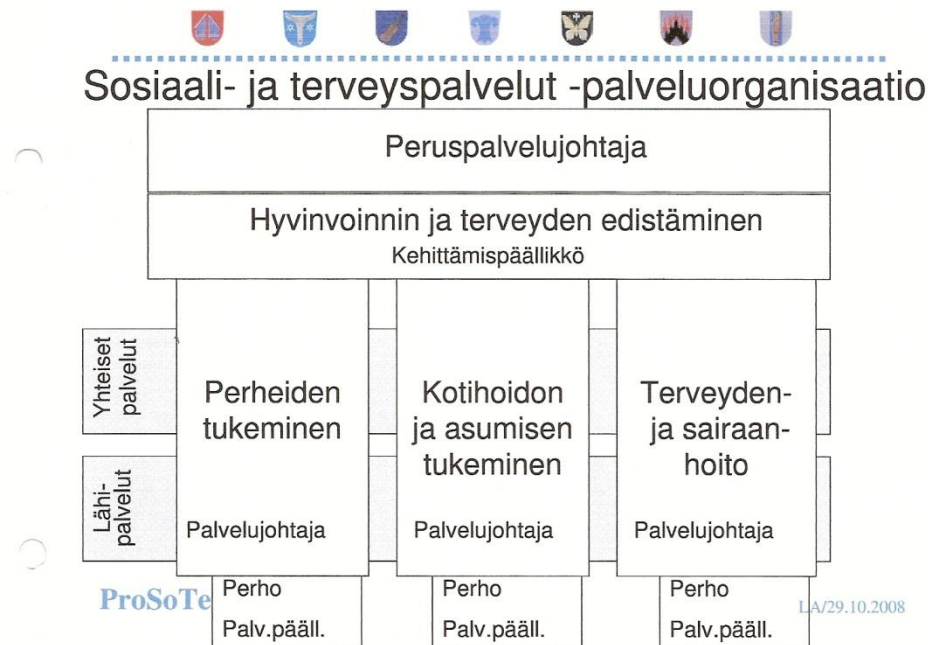 Sosiaali- ja terveyspalvelut -palveluorganisaatio
Peruspalvelujohtaja
Hyvinvoinnin ja terveyden edistäminen
Kehittämispäällikkö
Yhteiset
palvelut
Lähi-
palvelut
Perheiden
tukeminen
Palvelujohtaja
Kotihoidon
ja asumisen
tukeminen
Palvelujohtaja
Terveyden-
ja sairaan-
hoito
Palvelujohtaja
Perho
Palv.pääll.
Perho
Palv.pääll.
Perho
Palv.pääll.
ProSoTe
LA/29.10.2008